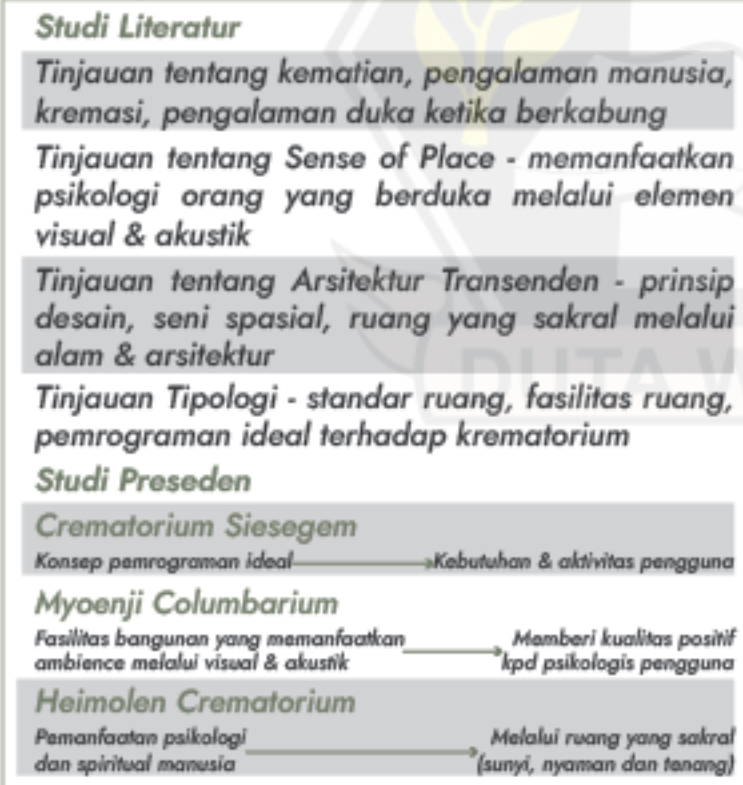 Studi Literatur
Tinjauan tentang kematian, pengalaman manusia,
kremasi, pengalaman duka ketika berkabung
Tinjauan tentang Sense of Place - memanfaatkan
psikologi orang yang berduka melalui elemen
visual & akustik
Tinjauan tentang Arsitektur Transenden - prinsip
desain, seni spasial, ruang yang sakral melalui
alam & arsitektur
DUTA W
Tinjauan Tipologi - standar ruang, fasilitas ruang,
pemrograman ideal terhadap krematorium
Studi Preseden
Crematorium Siesegem
Konsep pemrograman ideal Kebutuhan & aktivitas pengguna
Myoenji Columbarium
Fasilitas bangunan yang memanfaatkan Memberi kualitas positif
ambience melalui visual & akustik kpd psikologis pengguna
Heimolen Crematorium
Pemanfaatan psikologi Melalui ruang yang sakral
dan spiritual manusia (sunyi, nyaman dan tenang)